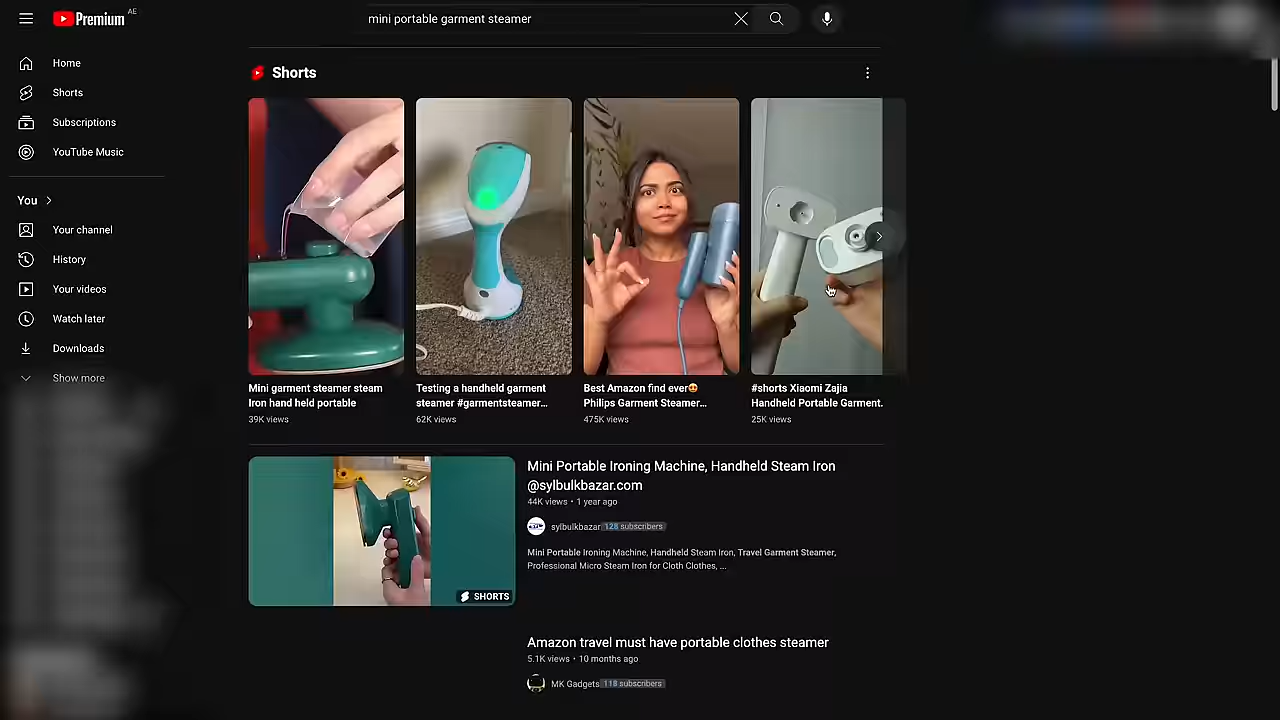 Premium AE
mini portable garment steamer
Home
Shorts
Subscriptions
YouTube Music
You
Your channel
History
Your videos
Watch later
Downloads
Show more
Shorts
Mini garment steamer steam
Iron hand held portable
39K views
Testing a handheld garment
steamer #garmentsteamer...
62K views
Best Amazon find ever😍
Philips Garment Steamer...
475K views
#shorts Xiaomi Zajia
Handheld Portable Garment.
25K views
SHORTS
Mini Portable Ironing Machine, Handheld Steam Iron
@sylbulkbazar.com
44K views • 1 year ago
sylbulkbazar 128 subscribers
Mini Portable Ironing Machine, Handheld Steam Iron, Travel Garment Steamer,
Professional Micro Steam Iron for Cloth Clothes, ...
Amazon travel must have portable clothes steamer
5.1K views • 10 months ago
MK Gadgets 118 subscribers